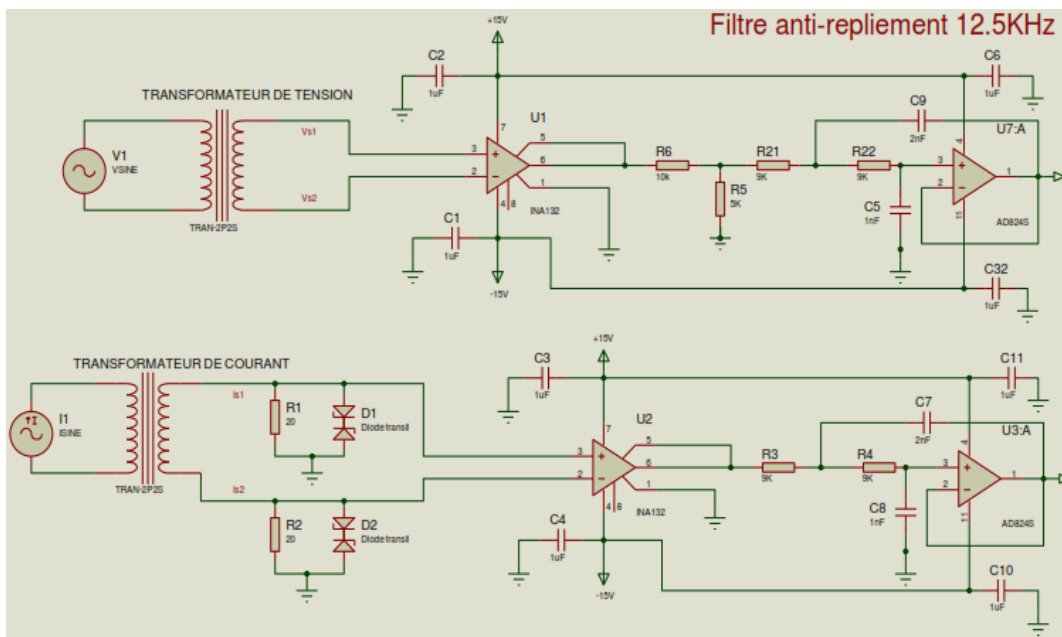 Filtre anti-repliement 12.5KHz
+15V
C2
1uF
C6
1uF
TRANSFORMATEUR DE TENSION
C9
2nF
U7:A
7
U1
5
4
Vs1
V1
VSINE
3
6
R6
10k
R21
9K
R22
9K
3
1
2
2
1
Vs2
R5
5K
C5
1nF
TRAN-2P2S
4
8
INA132
11
AD824S
C1
1uF
C32
1uF
-15V
+15V
TRANSFORMATEUR DE COURANT
C3
1uF
C11
1uF
Is1
C7
2nF
U3:A
I1
ISINE
R1
20
D1
Diode transil
7
U2
5
4
3
6
R3
9K
R4
9K
3
1
2
2
1
TRAN-2P2S
Is2
C8
1nF
4
8
INA132
11
AD824S
R2
20
D2
Diode transil
C4
1uF
C10
1uF
-15V